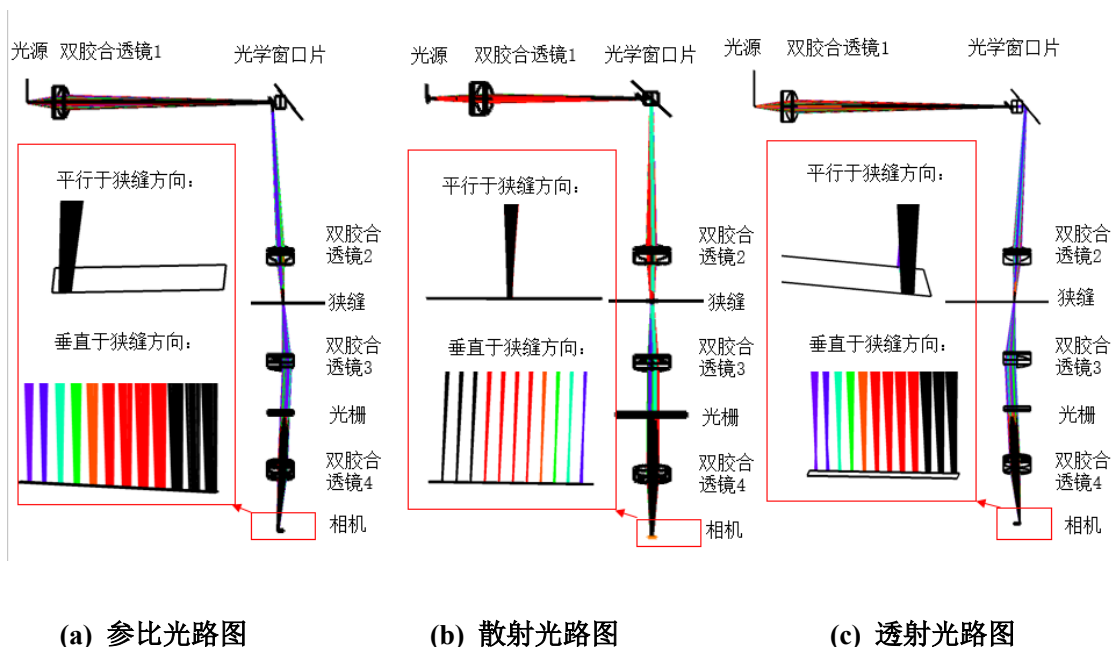 光源 双胶合透镜1 光学窗口片
平行于狭缝方向:
双胶合
透镜2
狭缝
垂直于狭缝方向:
双胶合
透镜3
光栅
双胶合
透镜4
相机
(a) 参比光路图
光源 双胶合透镜1 光学窗口片
平行于狭缝方向:
双胶合
透镜2
狭缝
垂直于狭缝方向:
双胶合
透镜3
光栅
双胶合
透镜4
相机
(b) 散射光路图
光源 双胶合透镜1 光学窗口片
平行于狭缝方向:
双胶合
透镜2
狭缝
垂直于狭缝方向:
双胶合
透镜3
光栅
双胶合
透镜4
相机
(c) 透射光路图